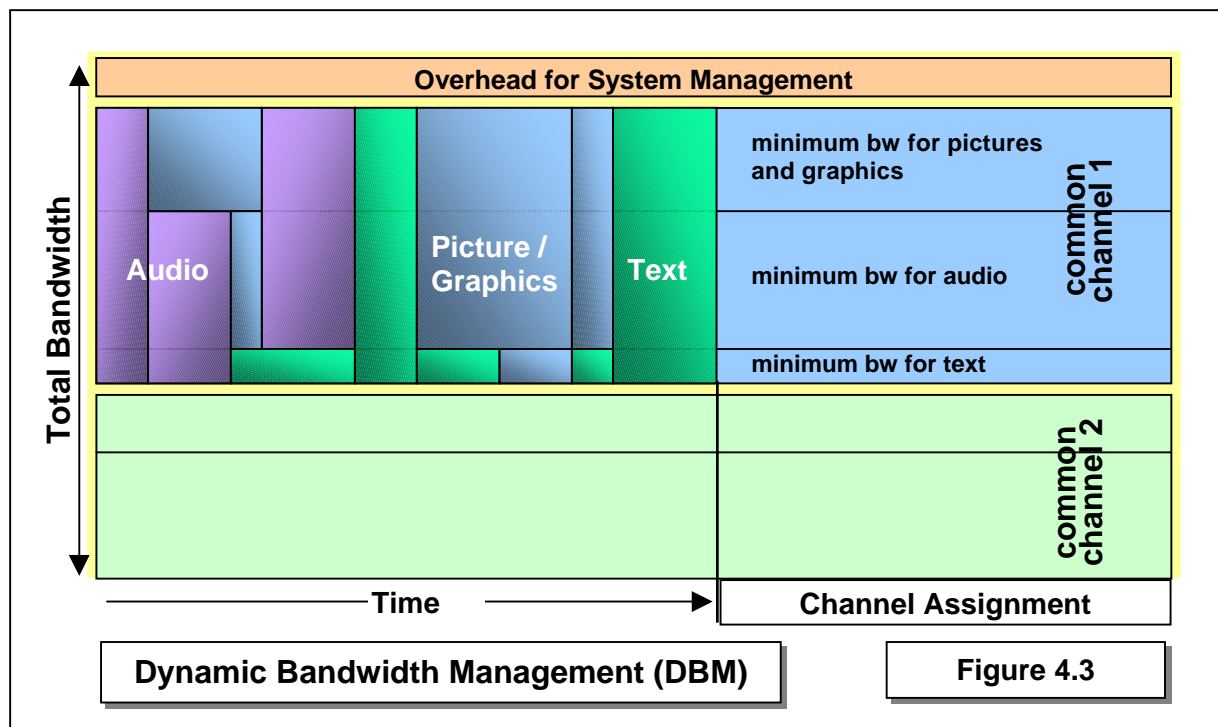 Overhead for System Management
Total Bandwidth
Audio
Picture /
Graphics
Text
minimum bw for pictures
and graphics
minimum bw for audio
minimum bw for text
common
channel 1
common
channel 2
Time
Channel Assignment
Dynamic Bandwidth Management (DBM)
Figure 4.3